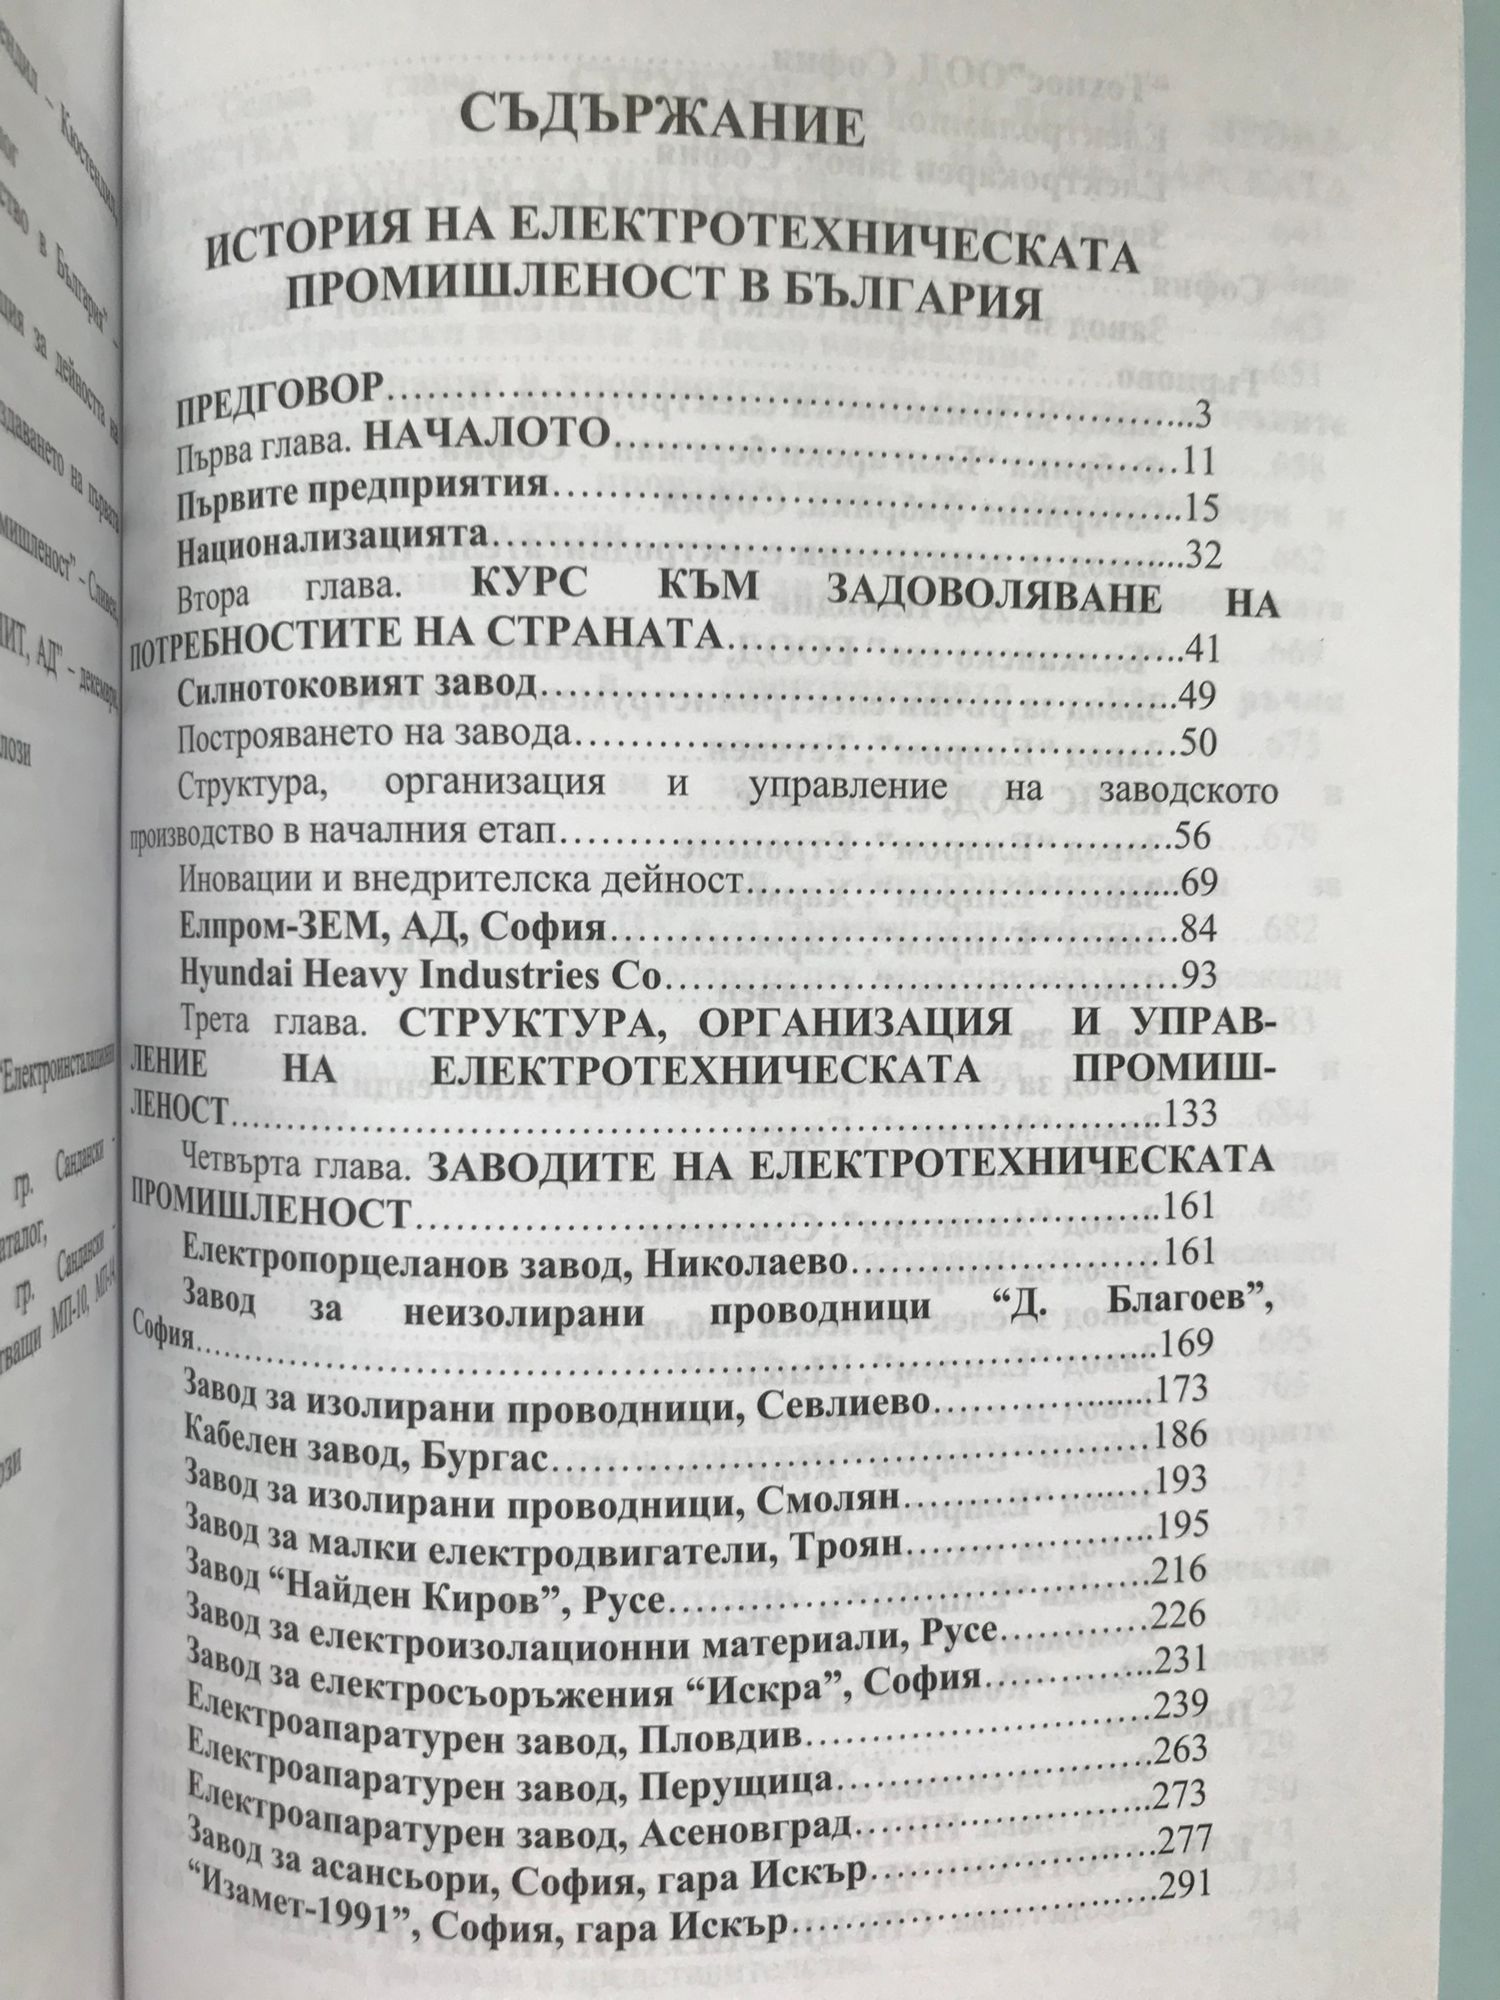 СЪДЪРЖАНИЕ
ИСТОРИЯ НА ЕЛЕКТРОТЕХНИЧЕСКАТА
ПРОМИШЛЕНОСТ В БЪЛГАРИЯ
ПРЕДГОВОР...3
Първа глава. НАЧАЛОТО...11
Първите предприятия...15
Национализацията...32
Втора глава. КУРС КЪМ ЗАДОВОЛЯВАНЕ НА
ПОТРЕБНОСТИТЕ НА СТРАНАТА...41
Силнотоковият завод...49
Построяването на завода...50
Структура, организация и управление на заводското
производство в началния етап...56
Иновации и внедрителска дейност...69
Елпром-ЗЕМ, АД, София...84
Hyundai Heavy Industries Co...93
Трета глава. СТРУКТУРА, ОРГАНИЗАЦИЯ И УПРАВ-
ЛЕНИЕ НА ЕЛЕКТРОТЕХНИЧЕСКАТА ПРОМИШ-
ЛЕНОСТ...133
Четвърта глава. ЗАВОДИТЕ НА ЕЛЕКТРОТЕХНИЧЕСКАТА
ПРОМИШЛЕНОСТ...161
Електропорцеланов завод, Николаево...161
Завод за неизолирани проводници “Д. Благоев”,
София...169
Завод за изолирани проводници, Севлиево...173
Кабелен завод, Бургас...186
Завод за изолирани проводници, Смолян...193
Завод за малки електродвигатели, Троян...195
Завод “Найден Киров”, Русе...216
Завод за електроизолационни материали, Русе...226
Завод за електросъоръжения “Искра”, София...231
Електроапаратурен завод, Пловдив...239
Електроапаратурен завод, Перущица...263
Електроапаратурен завод, Асеновград...273
Завод за асансьори, София, гара Искър...277
“Изамет-1991”, София, гара Искър...291